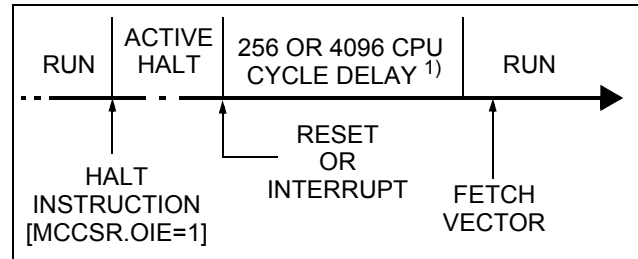 RUN
ACTIVE
HALT
256 OR 4096 CPU
CYCLE DELAY 1)
RUN
HALT
INSTRUCTION
[MCCSR.OIE=1]
RESET
OR
INTERRUPT
FETCH
VECTOR